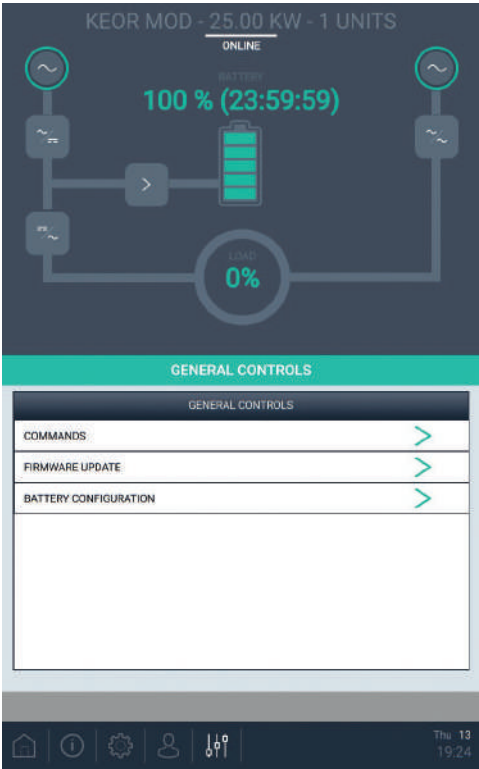 KEOR MOD - 25.00 KW - 1 UNITS
ONLINE
BATTERY
100 % (23:59:59)
LOAD
0%
GENERAL CONTROLS
GENERAL CONTROLS
COMMANDS
FIRMWARE UPDATE
BATTERY CONFIGURATION
Thu 13
19:24